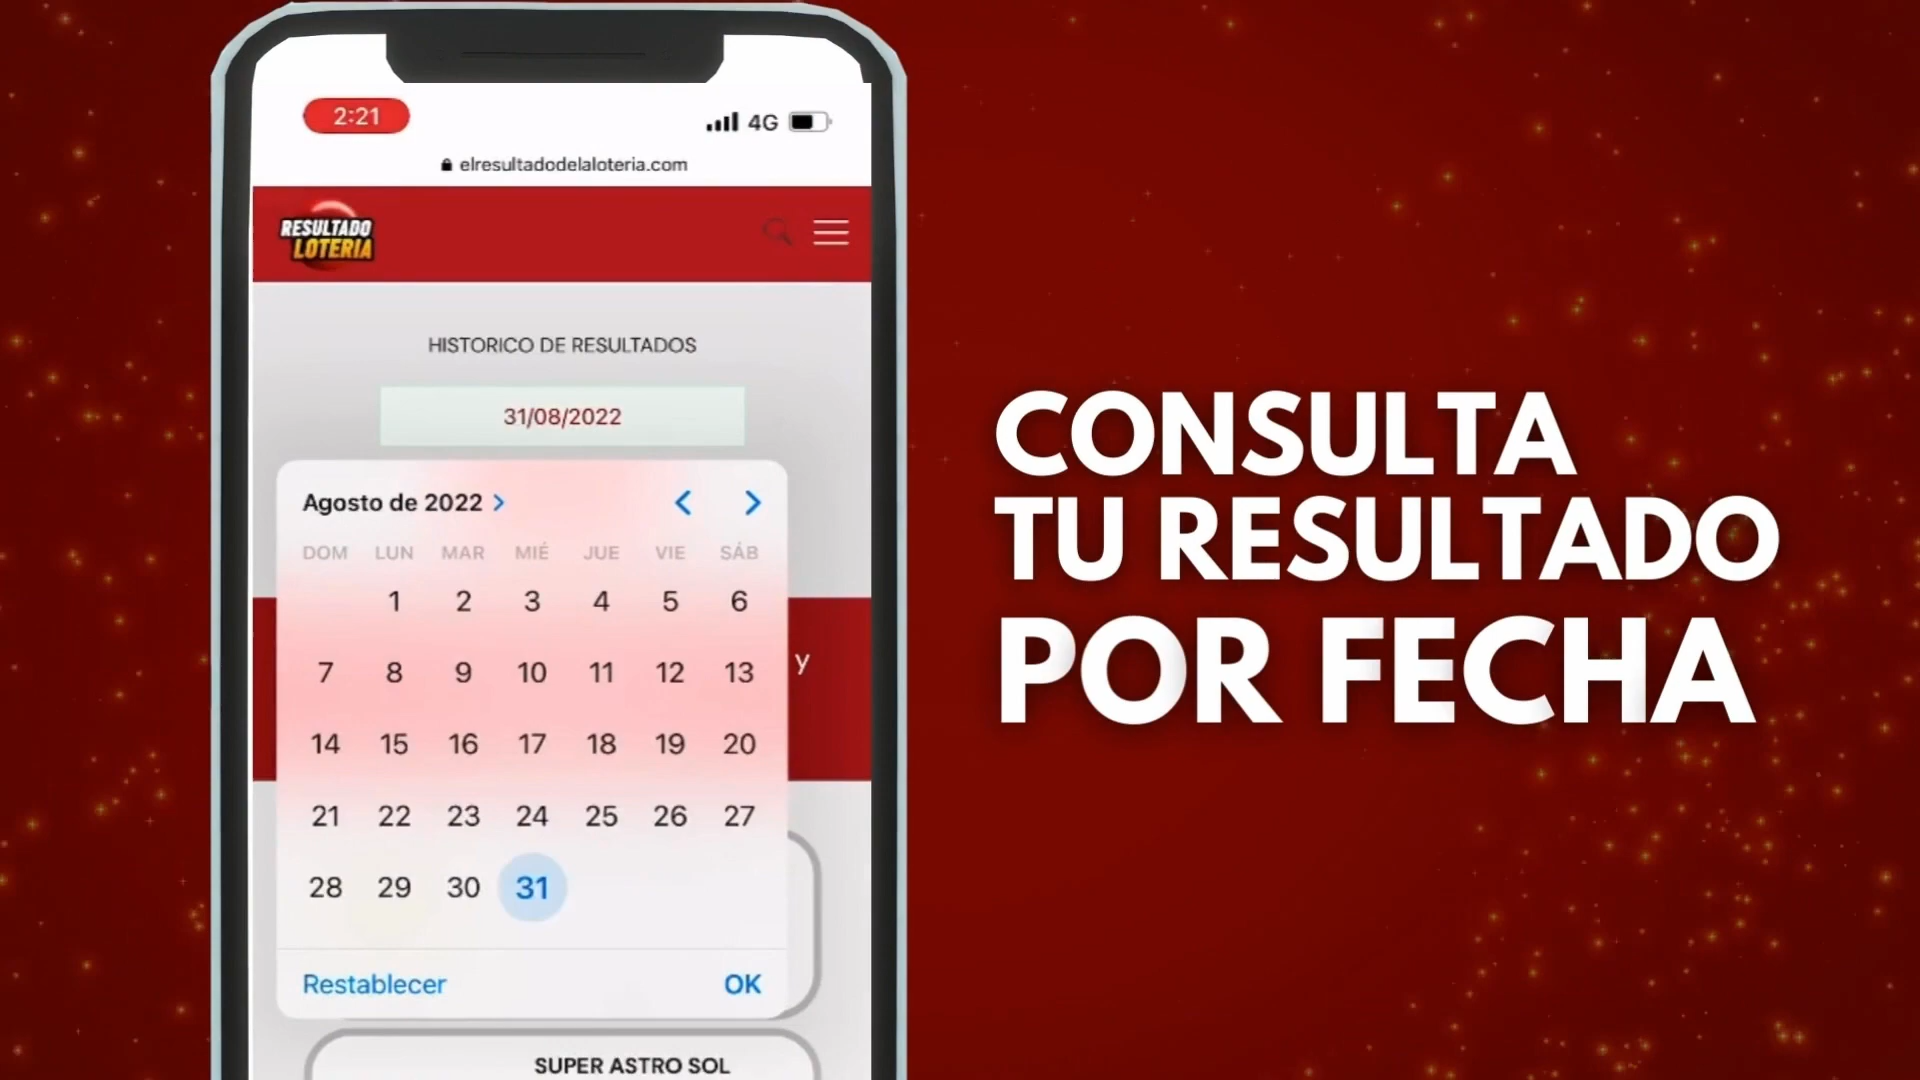 2:21
4G
elresultadodelaloteria.com
RESULTADO
LOTERIA
HISTORICO DE RESULTADOS
31/08/2022
Agosto de 2022
DOM LUN MAR MIÉ JUE VIE SÁB
1 2 3 4 5 6
7 8 9 10 11 12 13
y
14 15 16 17 18 19 20
21 22 23 24 25 26 27
28 29 30 31
Restablecer OK
SUPER ASTRO SOL
CONSULTA
TU RESULTADO
POR FECHA